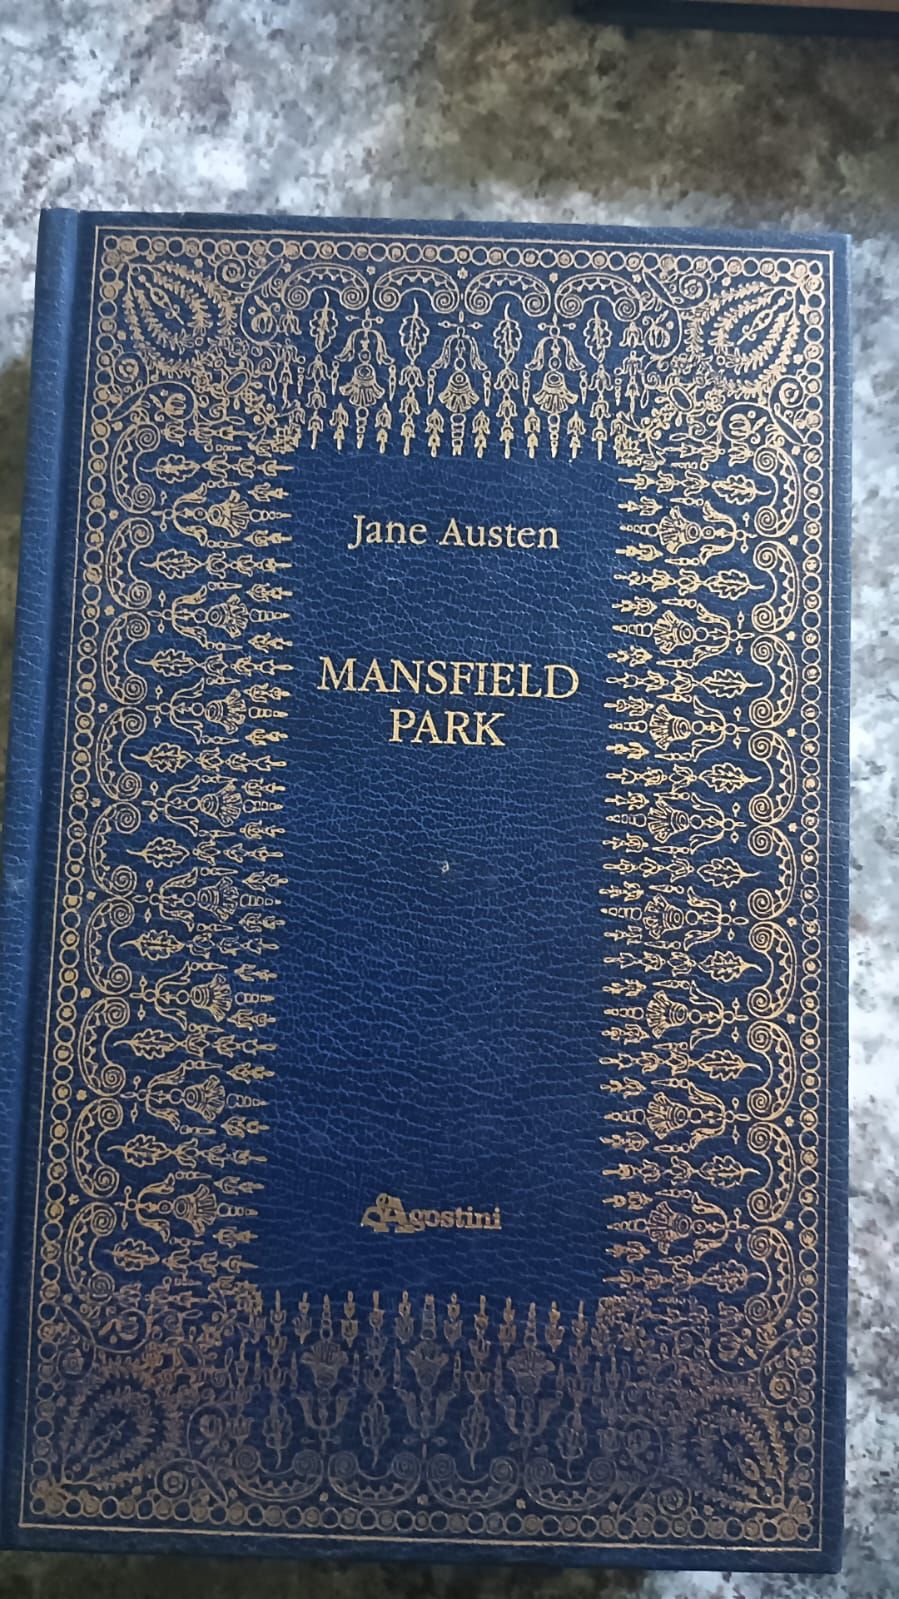 Jane Austen
MANSFIELD
PARK
Agostini